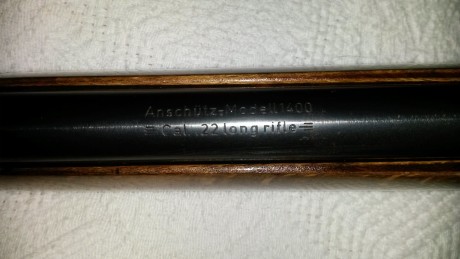 Anschütz-Modell 1400
≡ Cal. .22 long rifle ≡